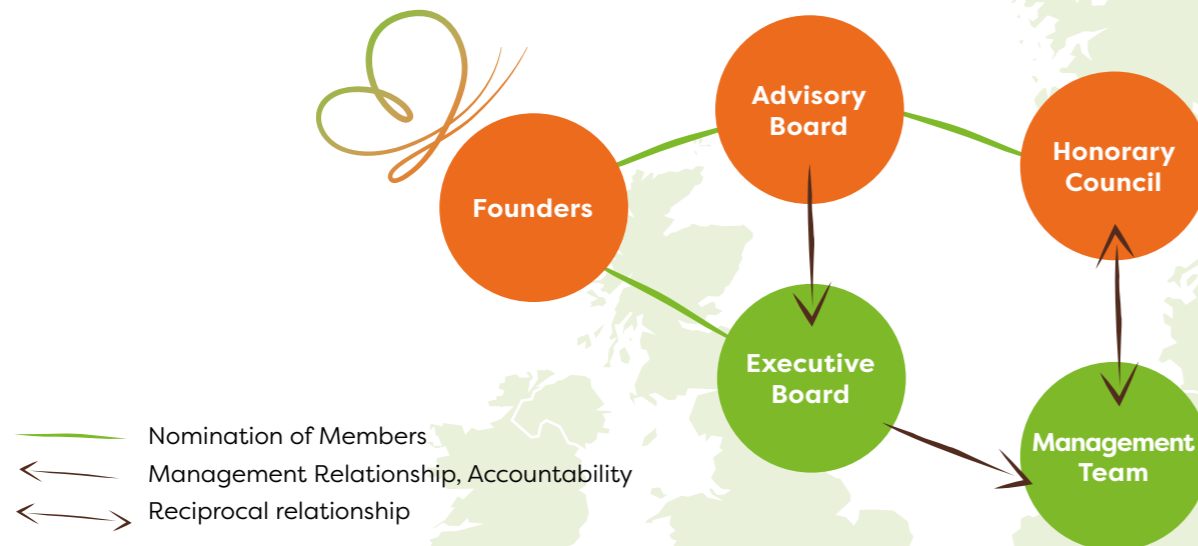 Advisory
Board
Honorary
Council
Founders
Executive
Board
Management
Team
Nomination of Members
Management Relationship, Accountability
Reciprocal relationship